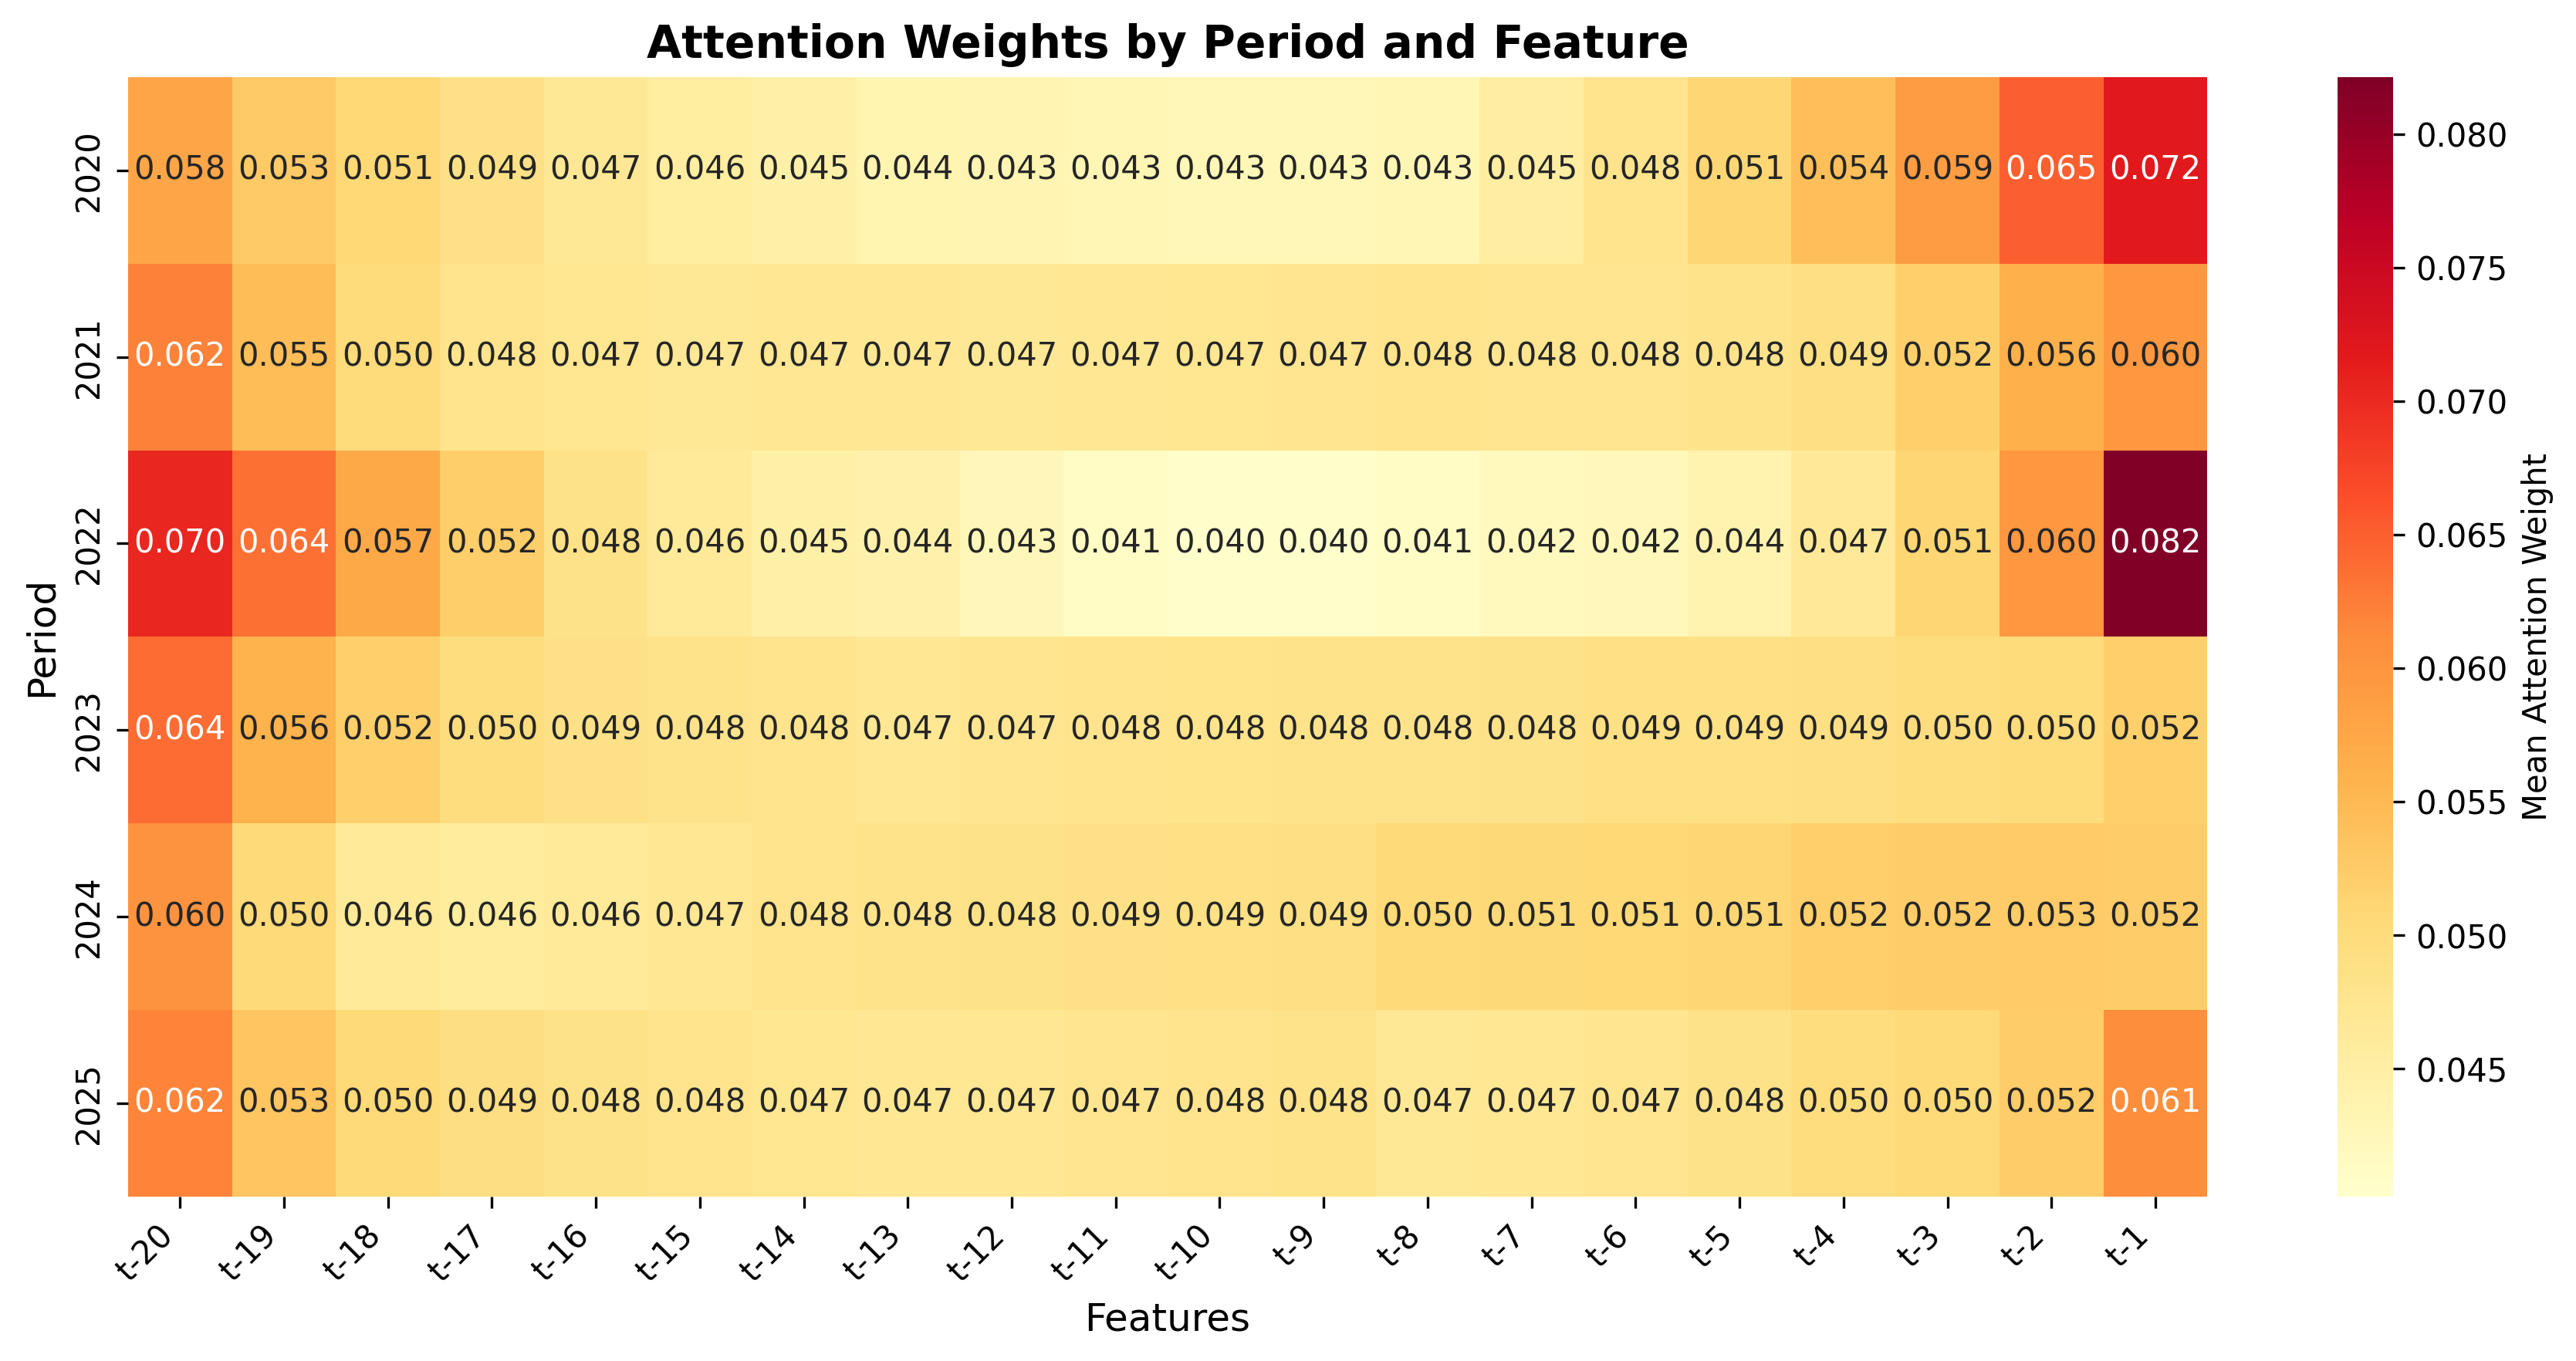 Attention Weights by Period and Feature
Period
2020 0.058 0.053 0.051 0.049 0.047 0.046 0.045 0.044 0.043 0.043 0.043 0.043 0.043 0.045 0.048 0.051 0.054 0.059 0.065 0.072
2021 0.062 0.055 0.050 0.048 0.047 0.047 0.047 0.047 0.047 0.047 0.047 0.047 0.048 0.048 0.048 0.048 0.049 0.052 0.056 0.060
2022 0.070 0.064 0.057 0.052 0.048 0.046 0.045 0.044 0.043 0.041 0.040 0.040 0.041 0.042 0.042 0.044 0.047 0.051 0.060 0.082
2023 0.064 0.056 0.052 0.050 0.049 0.048 0.048 0.047 0.047 0.048 0.048 0.048 0.048 0.048 0.049 0.049 0.049 0.050 0.050 0.052
2024 0.060 0.050 0.046 0.046 0.046 0.047 0.048 0.048 0.048 0.049 0.049 0.049 0.050 0.051 0.051 0.051 0.052 0.052 0.053 0.052
2025 0.062 0.053 0.050 0.049 0.048 0.048 0.047 0.047 0.047 0.047 0.048 0.048 0.047 0.047 0.047 0.048 0.050 0.050 0.052 0.061
t-20 t-19 t-18 t-17 t-16 t-15 t-14 t-13 t-12 t-11 t-10 t-9 t-8 t-7 t-6 t-5 t-4 t-3 t-2 t-1
Features
0.080
0.075
0.070
0.065
0.060
0.055
0.050
0.045
Mean Attention Weight